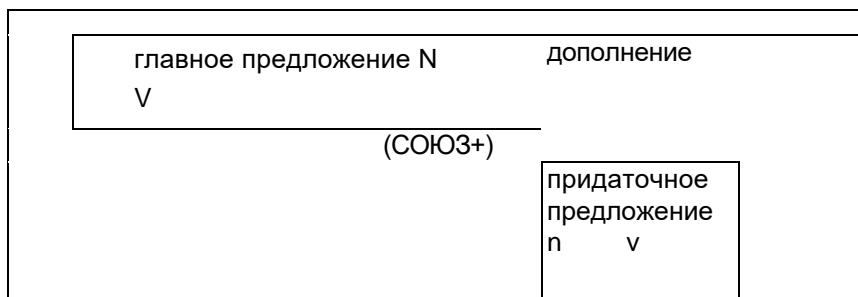 главное предложение N дополнение
V
(СОЮЗ+)
придаточное
предложение
n v